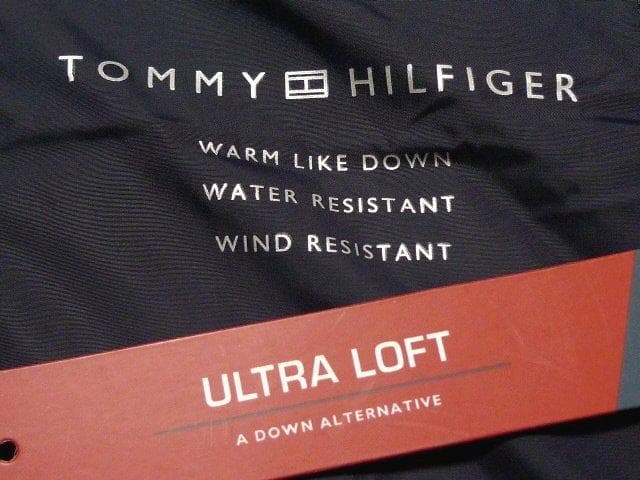 TOMMY HILFIGER
WARM LIKE DOWN
WATER RESISTANT
WIND RESISTANT
ULTRA LOFT
A DOWN ALTERNATIVE